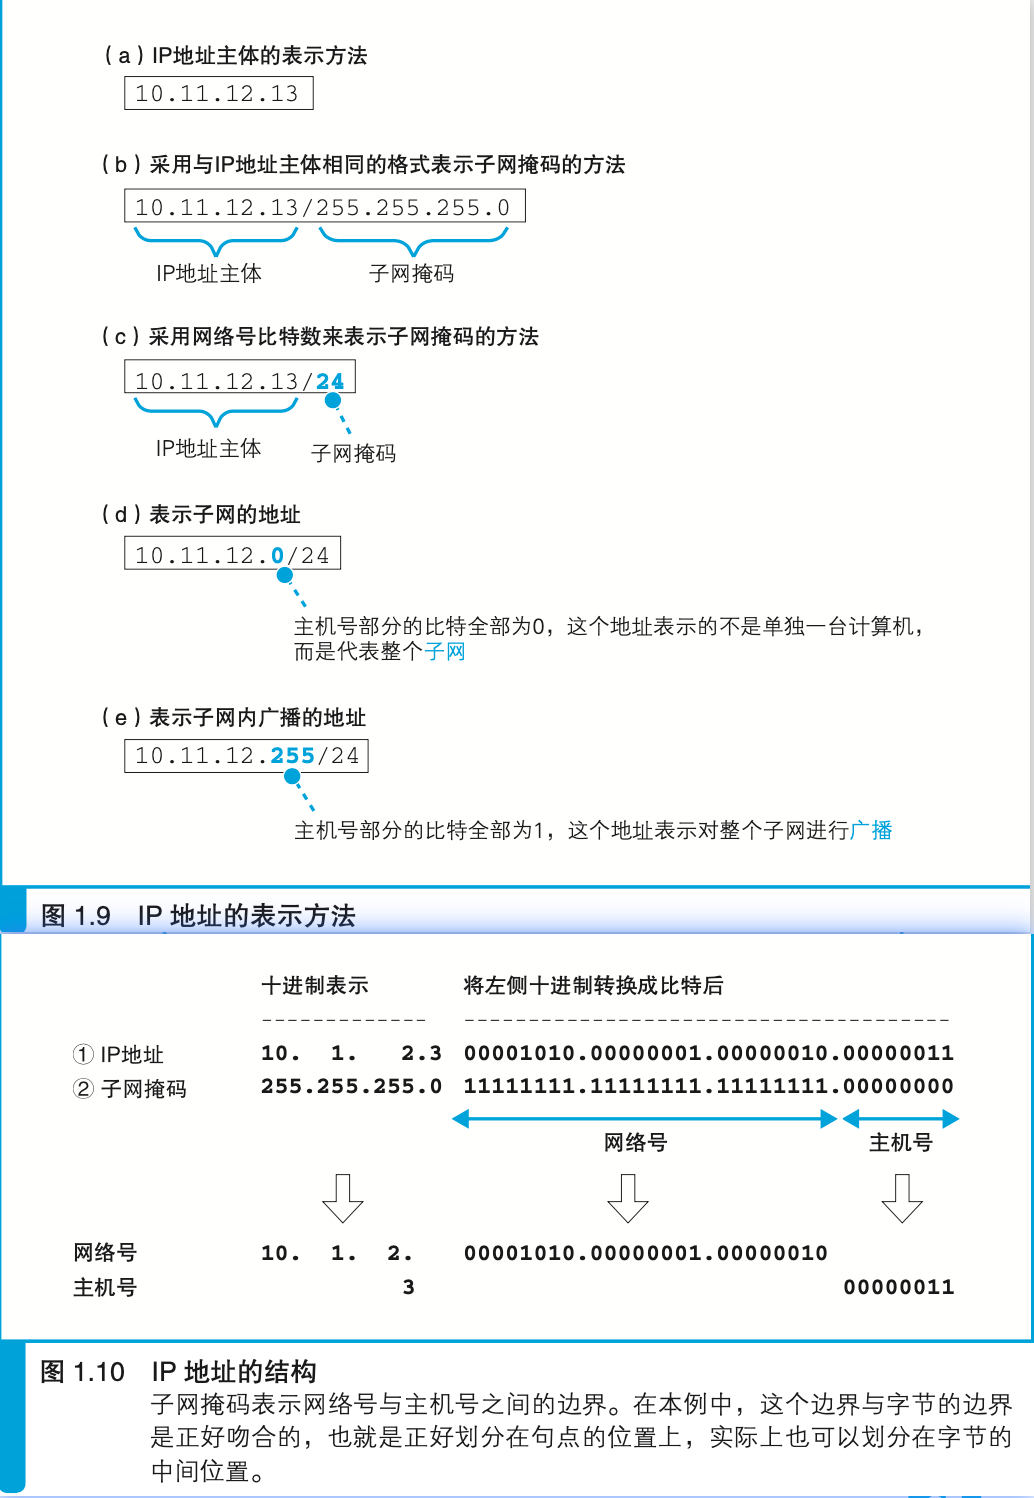 (a)IP地址主体的表示方法
10.11.12.13
(b)采用与IP地址主体相同的格式表示子网掩码的方法
10.11.12.13/255.255.255.0
IP地址主体 子网掩码
(c)采用网络号比特数来表示子网掩码的方法
10.11.12.13/24
IP地址主体 子网掩码
(d)表示子网的地址
10.11.12.0/24
主机号部分的比特全部为0，这个地址表示的不是单独一台计算机，
而是代表整个子网
(e)表示子网内广播的地址
10.11.12.255/24
主机号部分的比特全部为1，这个地址表示对整个子网进行广播
图 1.9 IP 地址的表示方法
十进制表示 将左侧十进制转换成比特后
① IP地址 10. 1. 2.3 00001010.00000001.00000010.00000011
② 子网掩码 255.255.255.0 11111111.11111111.11111111.00000000
网络号 主机号
网络号 10. 1. 2. 00001010.00000001.00000010
主机号 3 00000011
图 1.10 IP 地址的结构
子网掩码表示网络号与主机号之间的边界。在本例中，这个边界与字节的边界
是正好吻合的，也就是正好划分在句点的位置上，实际上也可以划分在字节的
中间位置。